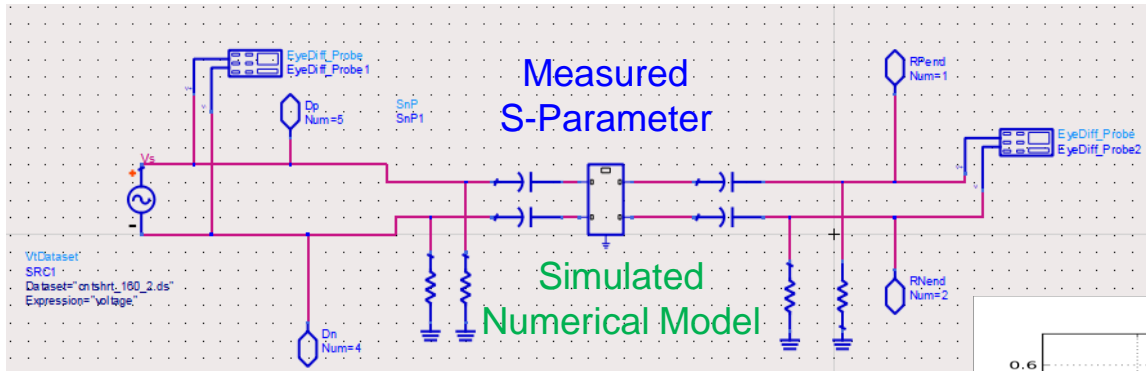 EyeDiff_Probe
EyeDiff_Probe1
Dp
Num=5
SnP
SnP1
Measured
S-Parameter
RPend
Num=1
EyeDiff_Probe
EyeDiff_Probe2
Vs
+
-
VtDataset
SRC1
Dataset="cntshrt_160_2.ds"
Expression="voltage"
Dn
Num=4
Simulated
Numerical Model
RNend
Num=2
0.6